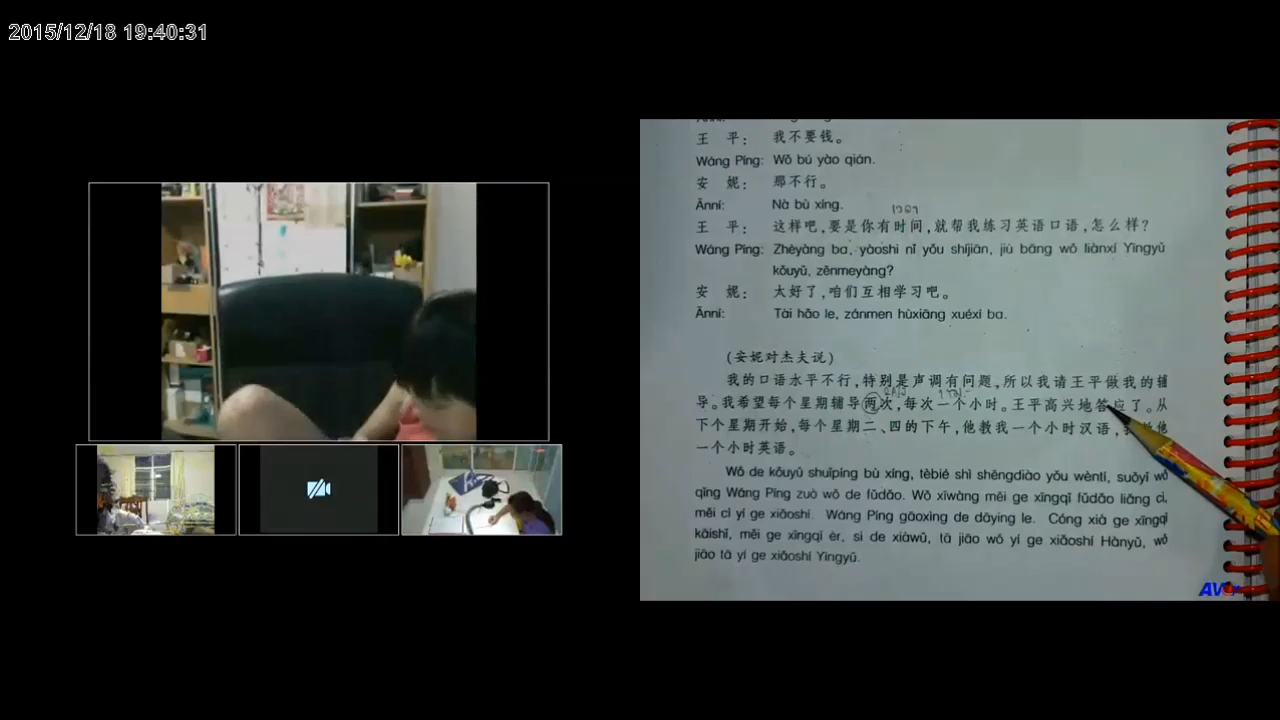 2015/12/18 19:40:31
王 平： 我不要钱。
Wáng Píng: Wǒ bú yào qián.
安 妮： 那不行。
Ānní: Nà bù xíng.
เวลา
王 平： 这样吧，要是你有时间，就帮我练习英语口语，怎么样？
Wáng Píng: Zhèyàng ba, yàoshì nǐ yǒu shíjiān, jiù bāng wǒ liànxí Yīngyǔ
kǒuyǔ, zěnmeyàng?
安 妮： 太好了，咱们互相学习吧。
Ānní: Tài hǎo le, zánmen hùxiāng xuéxí ba.
（安妮对杰夫说）
我的口语水平不行，特别是声调有问题，所以我请王平做我的辅
导。我希望每个星期辅导两次，每次一个小时。王平高兴地答应了。从
下个星期开始，每个星期二、四的下午，他教我一个小时汉语，我 他
一个小时英语。
Wǒ de kǒuyǔ shuǐpíng bù xíng, tèbié shì shēngdiào yǒu wèntí, suǒyǐ wǒ
qǐng Wáng Píng zuò wǒ de fǔdǎo. Wǒ xīwàng měi ge xīngqī fǔdǎo liǎng cì,
měi cì yí ge xiǎoshí. Wáng Píng gāoxìng de dāying le. Cóng xià ge xīngqī
kāishǐ, měi ge xīngqī èr, sì de xiàwǔ, tā jiāo wǒ yí ge xiǎoshí Hànyǔ, wǒ
jiāo tā yí ge xiǎoshí Yīngyǔ.